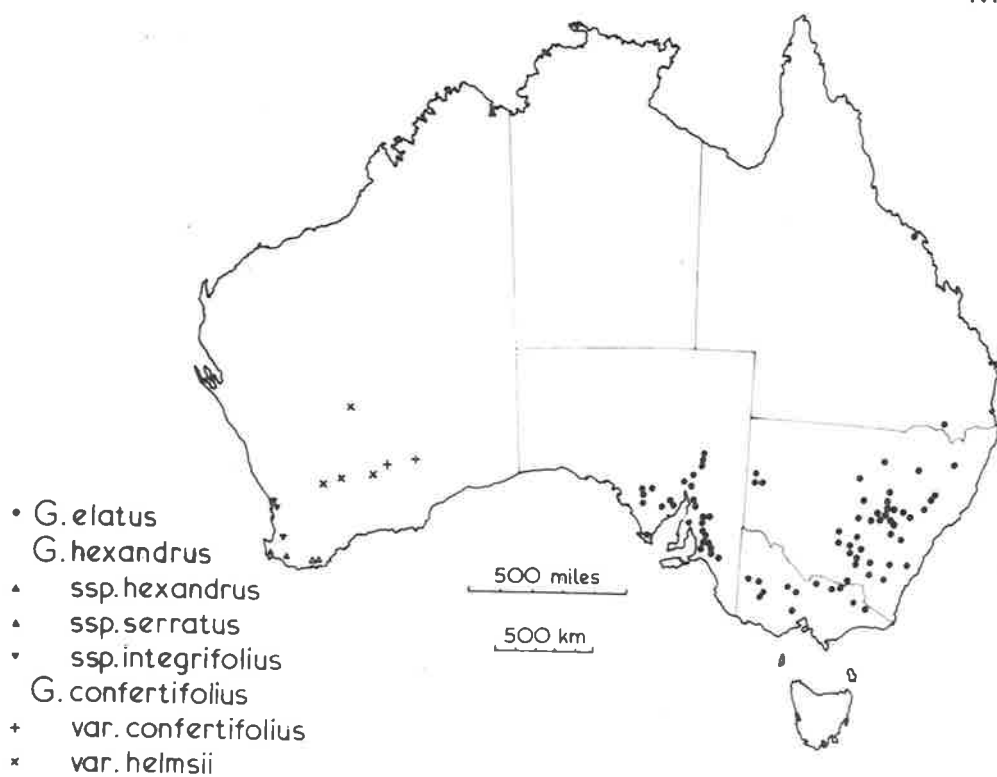 M
500 miles
500 km
G. elatus
G. hexandrus
ssp. hexandrus
ssp. serratus
ssp. integrifolius
G. confertifolius
var. confertifolius
var. helmsii